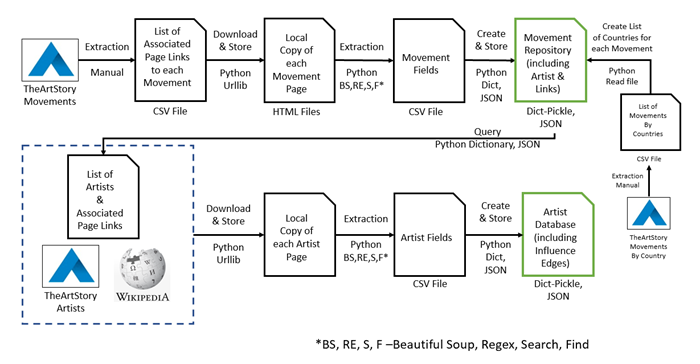 TheArtStory
Movements
Extraction
Manual
List of
Associated
Page Links
to each
Movement
CSV File
Download
& Store
Python
Urllib
Local
Copy of
each
Movement
Page
HTML Files
Extraction
Python
BS,RE,S,F*
Movement
Fields
CSV File
Create
& Store
Python
Dict,
JSON
Movement
Repository
(including
Artist &
Links)
Dict-Pickle,
JSON
Create List
of Countries for
each Movement
Python
Read file
List of
Movements
By
Countries
CSV File
Extraction
Manual
TheArtStory
Movements
By Country
Query
Python Dictionary, JSON
List of
Artists
&
Associated
Page Links
TheArtStory
Artists
WIKIPEDIA
Download
& Store
Python
Urllib
Local
Copy of
each Artist
Page
Extraction
Python
BS,RE,S,F*
Artist Fields
CSV File
Create
& Store
Python
Dict,
JSON
Artist
Database
(including
Influence
Edges)
Dict-Pickle,
JSON
*BS, RE, S, F –Beautiful Soup, Regex, Search, Find